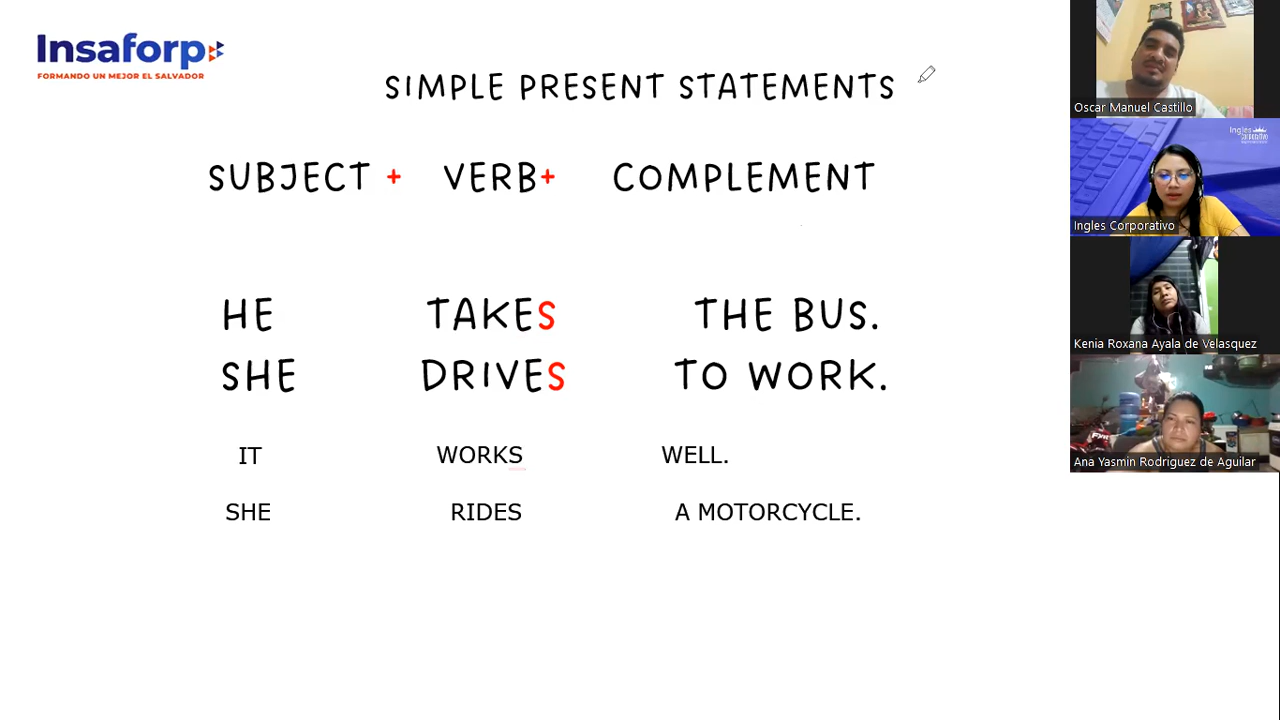 Insaforp
FORMANDO UN MEJOR EL SALVADOR
SIMPLE PRESENT STATEMENTS
SUBJECT + VERB+ COMPLEMENT
HE TAKES THE BUS.
SHE DRIVES TO WORK.
IT WORKS WELL.
SHE RIDES A MOTORCYCLE.
Oscar Manuel Castillo
Ingles
CORPORATIVO
Ingles Corporativo
Kenia Roxana Ayala de Velasquez
Ana Yasmin Rodriguez de Aguilar